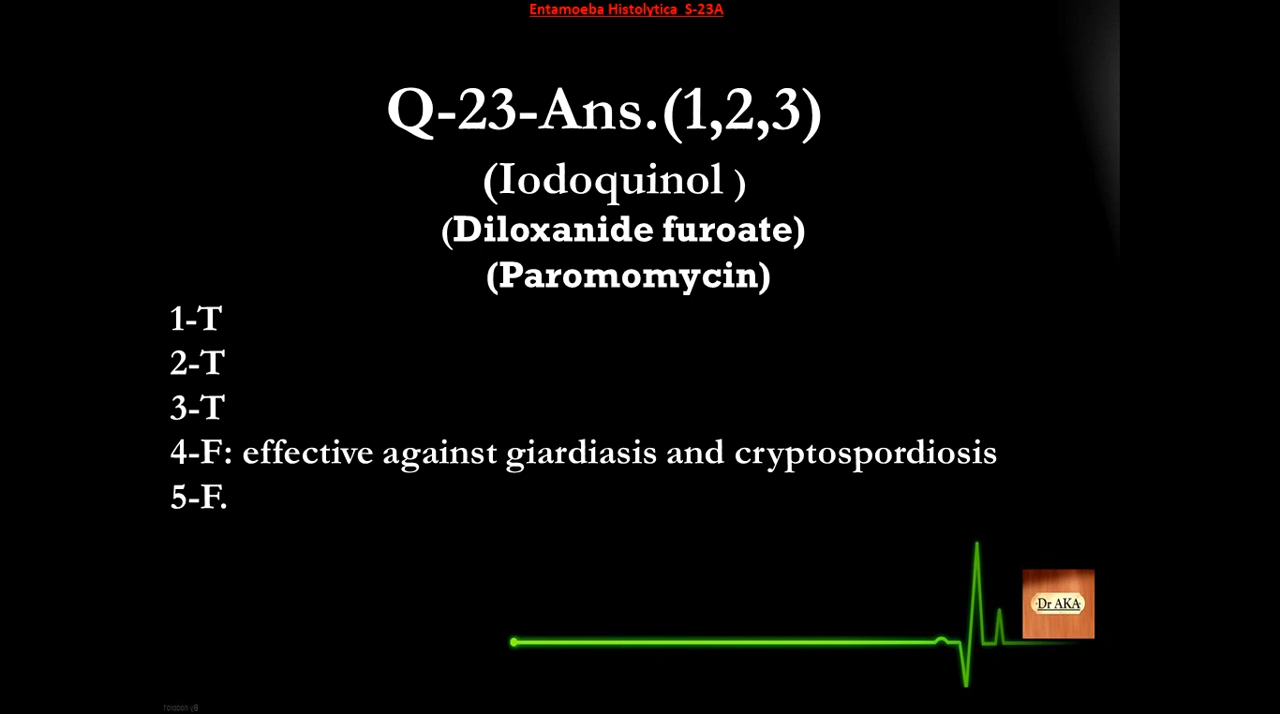 Entamoeba Histolytica S-23A
Q-23-Ans.(1,2,3)
(Iodoquinol )
(Diloxanide furoate)
(Paromomycin)
1-T
2-T
3-T
4-F: effective against giardiasis and cryptospordiosis
5-F.
Dr AKA